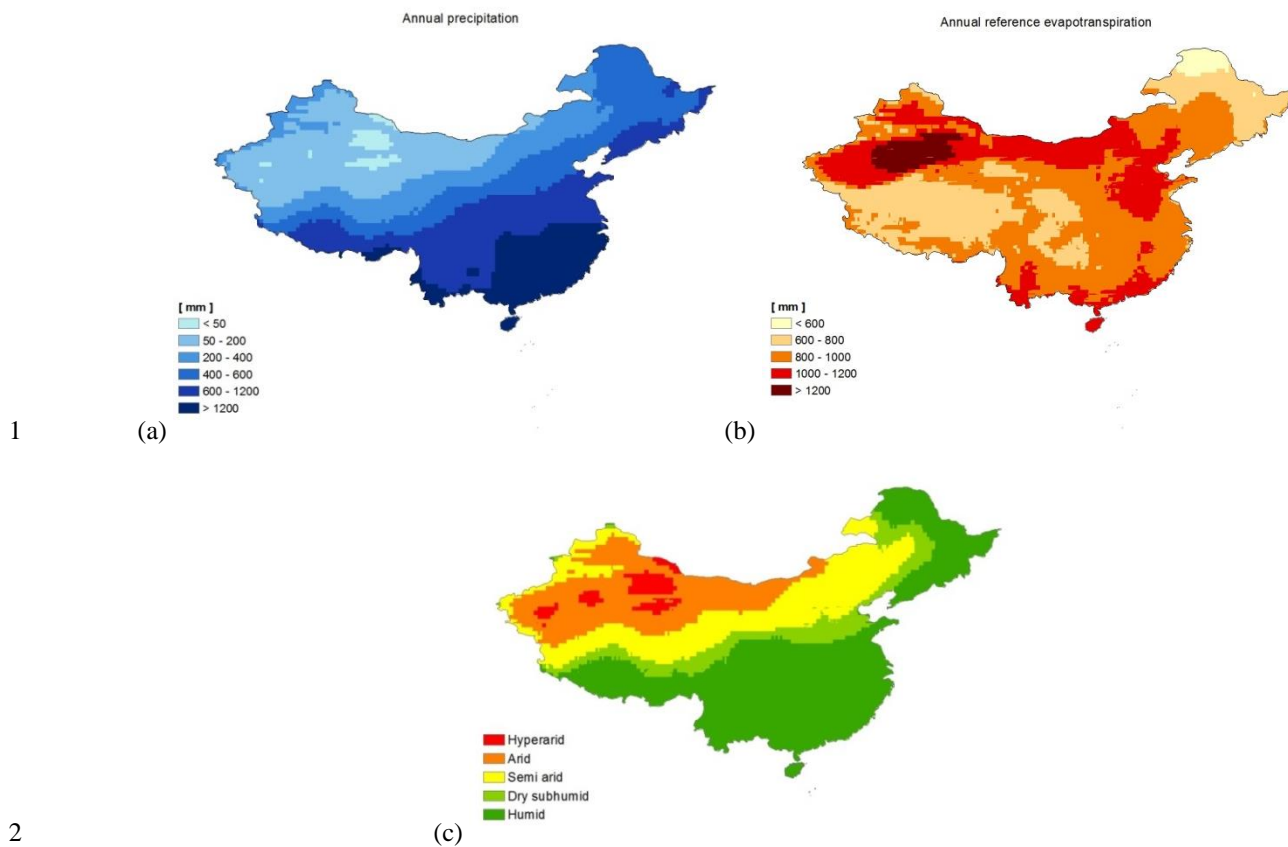 Annual precipitation
[ mm ]
< 50
50 - 200
200 - 400
400 - 600
600 - 1200
> 1200
1 (a)
Annual reference evapotranspiration
[ mm ]
< 600
600 - 800
800 - 1000
1000 - 1200
> 1200
(b)
Hyperarid
Arid
Semi arid
Dry subhumid
Humid
2 (c)